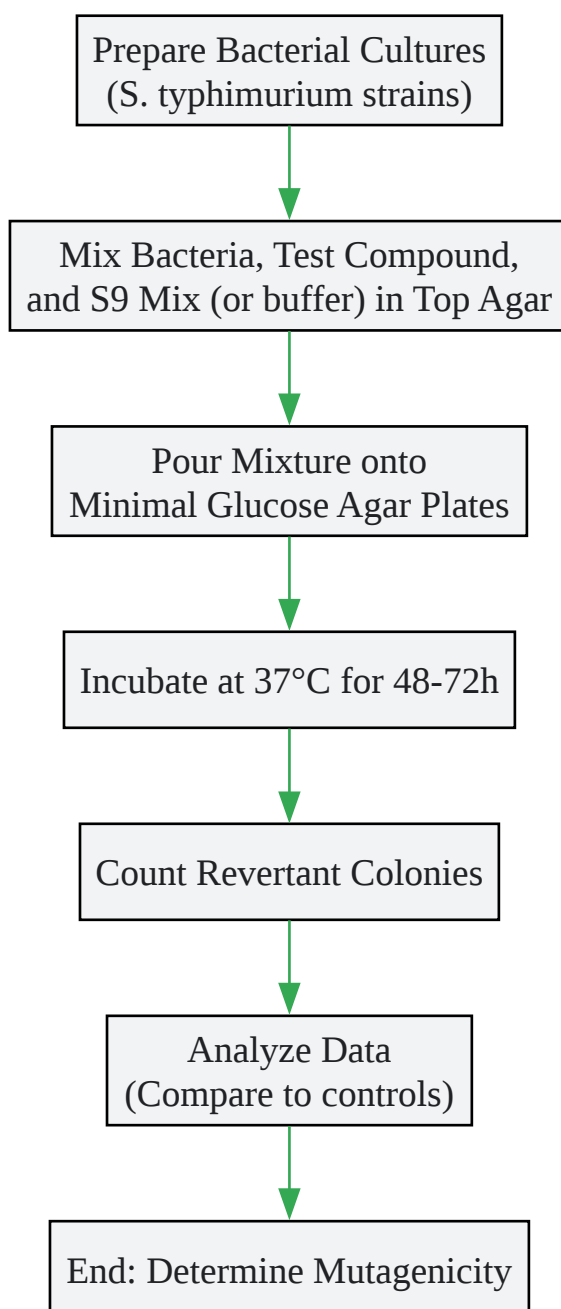 Prepare Bacterial Cultures
(S. typhimurium strains)
Mix Bacteria, Test Compound,
and S9 Mix (or buffer) in Top Agar
Pour Mixture onto
Minimal Glucose Agar Plates
Incubate at 37°C for 48-72h
Count Revertant Colonies
Analyze Data
(Compare to controls)
End: Determine Mutagenicity